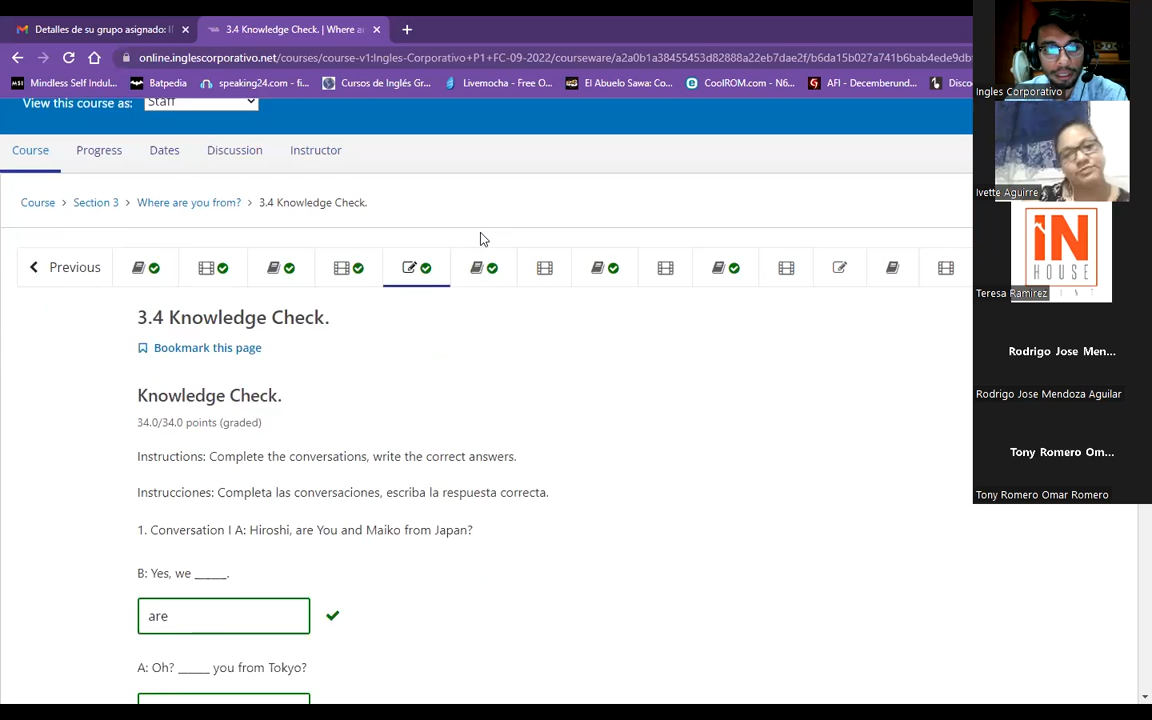 Detalles de su grupo asignado: I
3.4 Knowledge Check. | Where a
online.inglescorporativo.net/courses/course-v1:Ingles-Corporativo+P1+FC-09-2022/courseware/a2a0b1a38455453d82888a22eb7dae2f/b6da15b027a741b6bab4ede9db
Mindless Self Indul...
Batpedia
speaking24.com - fi...
Cursos de Inglés Gr...
Livemocha - Free O...
El Abuelo Sawa: Co...
CoolROM.com - N6...
AFI - Decemberund...
Disco
View this course as:
Staff
Course
Progress
Dates
Discussion
Instructor
Course > Section 3 > Where are you from? > 3.4 Knowledge Check.
Previous
3.4 Knowledge Check.
Bookmark this page
Knowledge Check.
34.0/34.0 points (graded)
Instructions: Complete the conversations, write the correct answers.
Instrucciones: Completa las conversaciones, escriba la respuesta correcta.
1. Conversation I A: Hiroshi, are You and Maiko from Japan?
B: Yes, we ______.
are
A: Oh? ______ you from Tokyo?
Ingles Corporativo
Ivette Aguirre
iN
HOUSE
Teresa Ramirez
Rodrigo Jose Men...
Rodrigo Jose Mendoza Aguilar
Tony Romero Om...
Tony Romero Omar Romero